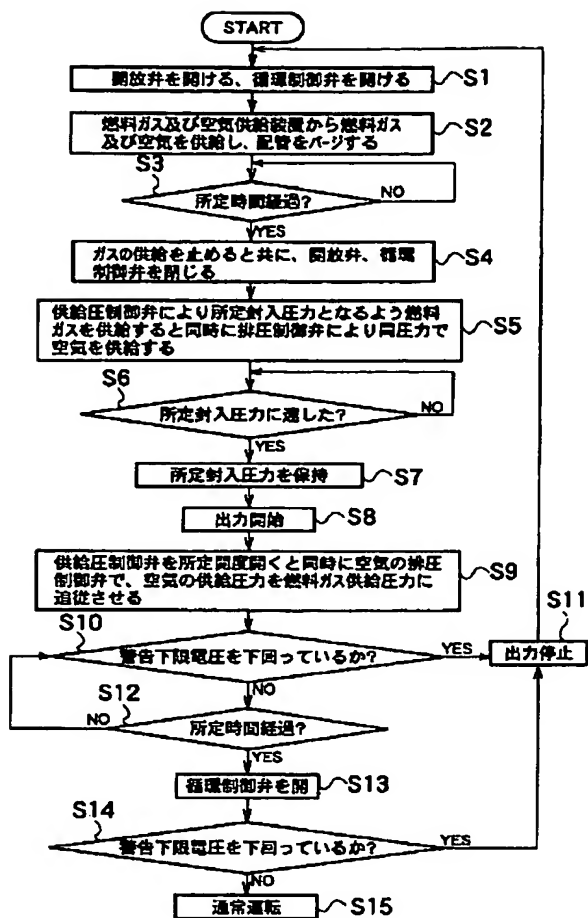 START
開放弁を開ける、循環制御弁を開ける
S1
燃料ガス及び空気供給装置から燃料ガス
及び空気を供給し、配管をパージする
S2
S3
所定時間経過?
NO
YES
ガスの供給を止めると共に、開放弁、循環
制御弁を閉じる
S4
供給圧制御弁により所定封入圧力となるよう燃料
ガスを供給すると同時に排圧制御弁により同圧力で
空気を供給する
S5
S6
所定封入圧力に達した?
NO
YES
所定封入圧力を保持
S7
出力開始
S8
供給圧制御弁を所定開度開くと同時に空気の排圧
制御弁で、空気の供給圧力を燃料ガス供給圧力に
追従させる
S9
S10
警告下限電圧を下回っているか?
YES
S11
出力停止
NO
S12
所定時間経過?
NO
YES
循環制御弁を開
S13
S14
警告下限電圧を下回っているか?
YES
NO
通常運転
S15